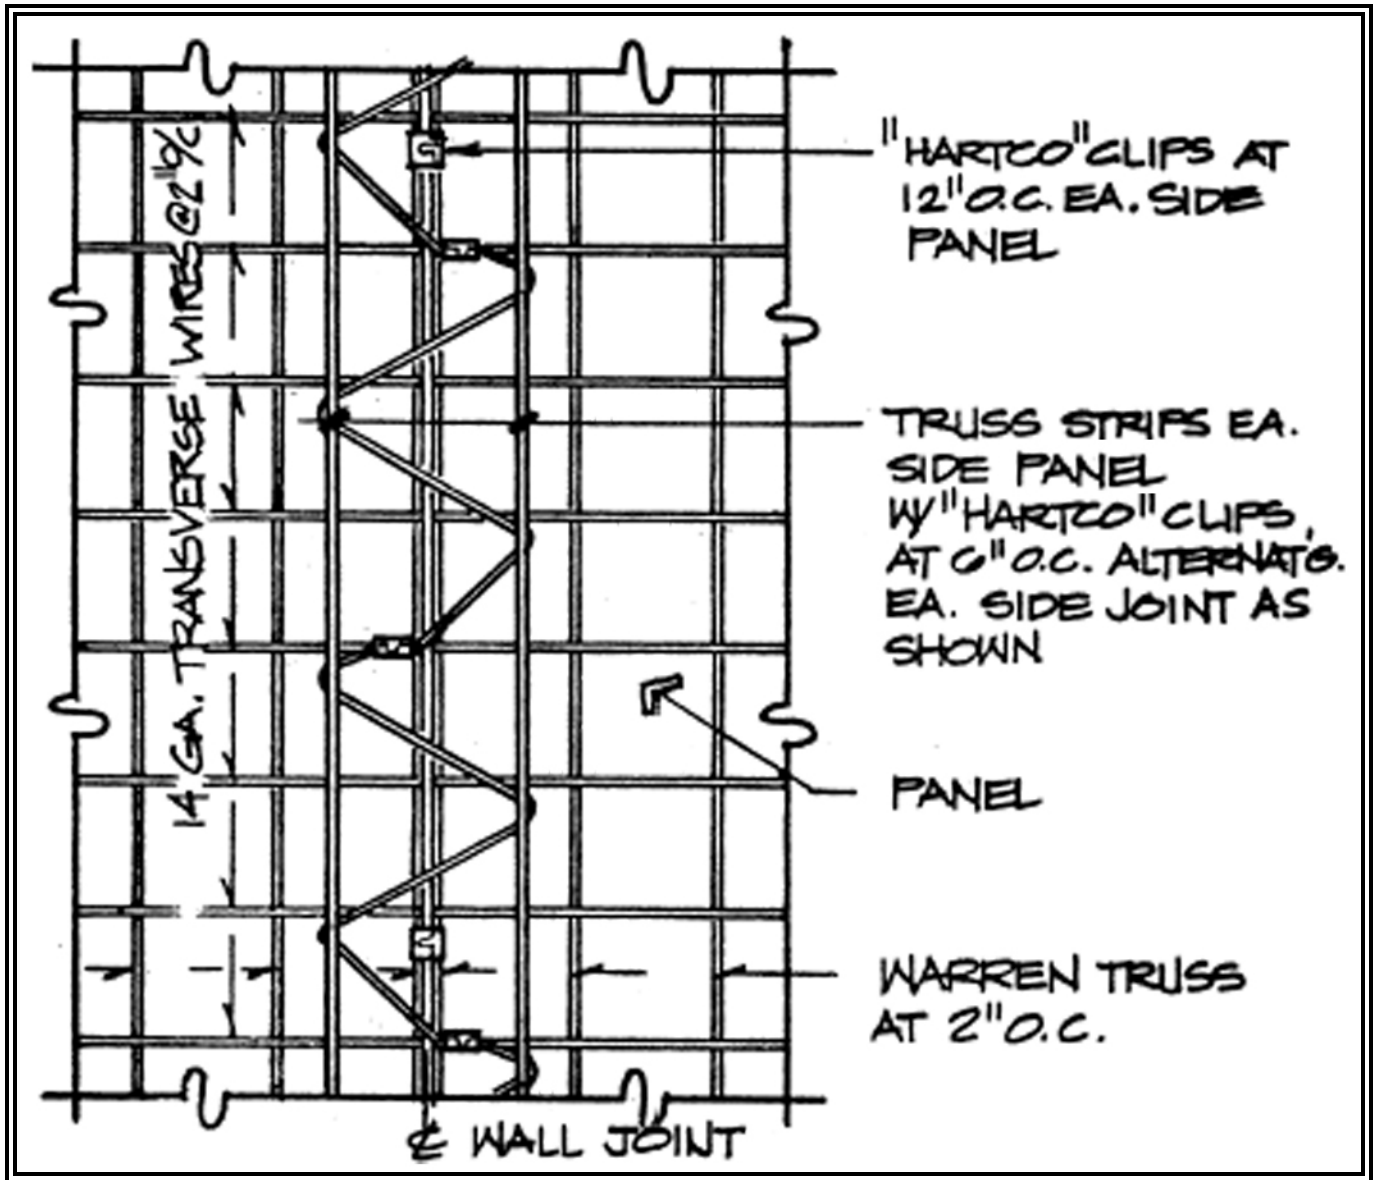 14 GA. TRANSVERSE WIRES @ 2" O/C
"HARTCO" CLIPS AT
12" O.C. EA. SIDE
PANEL
TRUSS STRIPS EA.
SIDE PANEL
W/ "HARTCO" CLIPS,
AT 6" O.C. ALTERNAT'G.
EA. SIDE JOINT AS
SHOWN
PANEL
WARREN TRUSS
AT 2" O.C.
℄ WALL JOINT